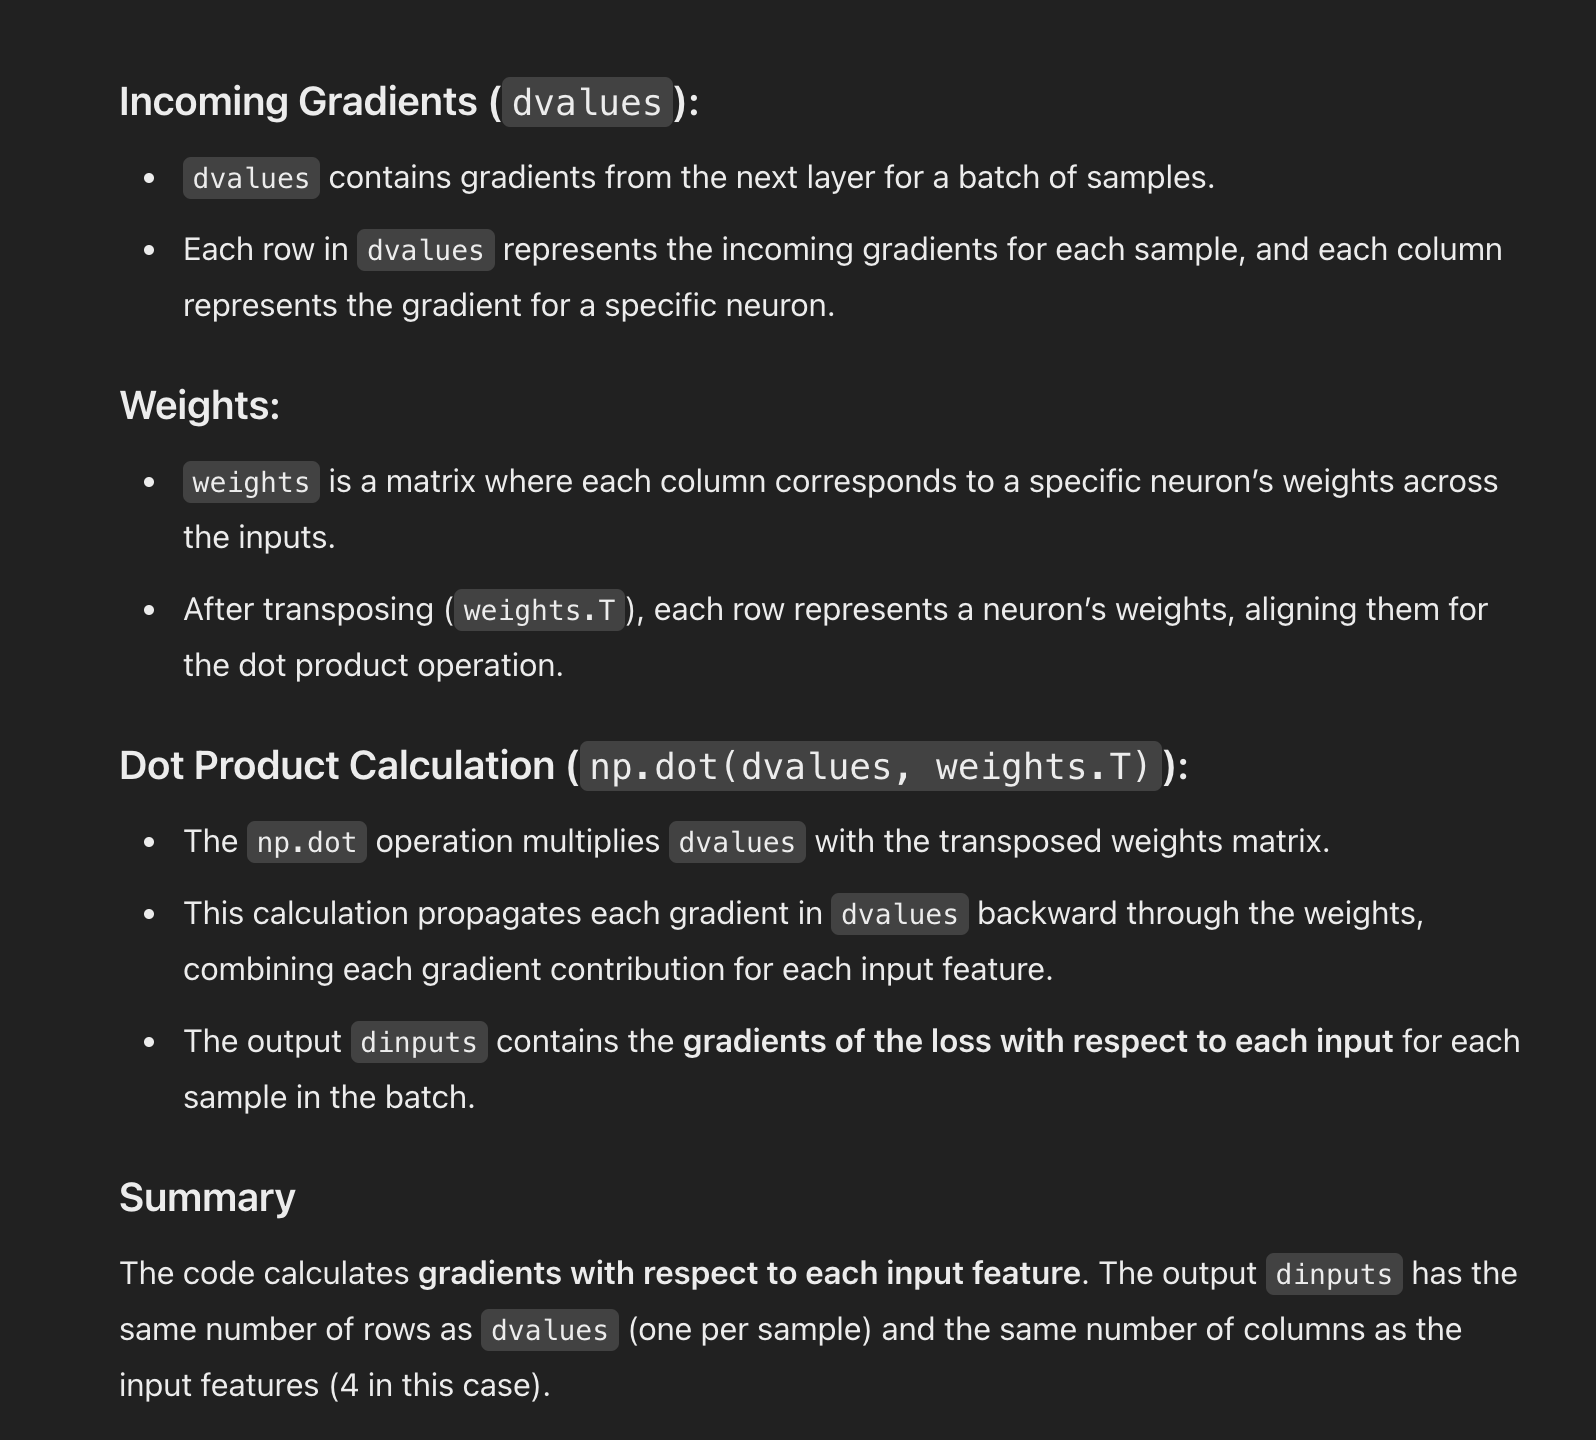 Incoming Gradients (dvalues):
• dvalues contains gradients from the next layer for a batch of samples.
• Each row in dvalues represents the incoming gradients for each sample, and each column
represents the gradient for a specific neuron.
Weights:
• weights is a matrix where each column corresponds to a specific neuron’s weights across
the inputs.
• After transposing (weights.T), each row represents a neuron’s weights, aligning them for
the dot product operation.
Dot Product Calculation (np.dot(dvalues, weights.T)):
• The np.dot operation multiplies dvalues with the transposed weights matrix.
• This calculation propagates each gradient in dvalues backward through the weights,
combining each gradient contribution for each input feature.
• The output dinputs contains the gradients of the loss with respect to each input for each
sample in the batch.
Summary
The code calculates gradients with respect to each input feature. The output dinputs has the
same number of rows as dvalues (one per sample) and the same number of columns as the
input features (4 in this case).